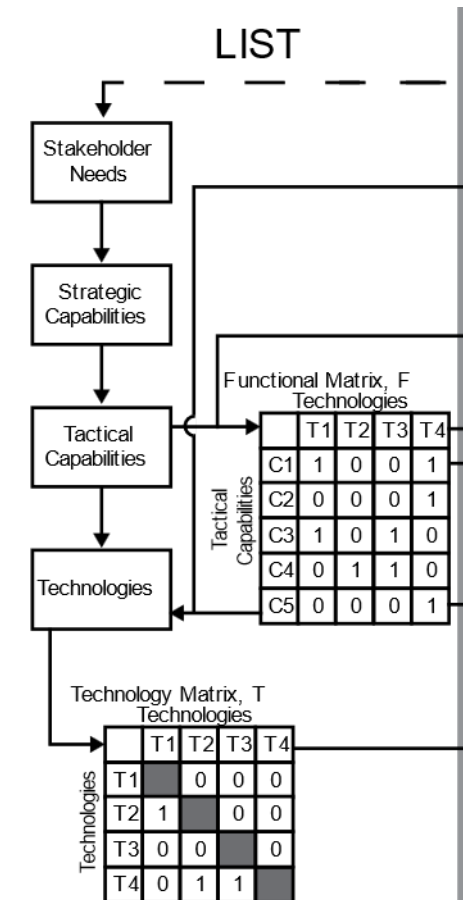 LIST
Stakeholder
Needs
Strategic
Capabilities
Tactical
Capabilities
Technologies
Functional Matrix, F
Technologies
Tactical
Capabilities
T1 T2 T3 T4
C1 1 0 0 1
C2 0 0 0 1
C3 1 0 1 0
C4 0 1 1 0
C5 0 0 0 1
Technology Matrix, T
Technologies
Technologies
T1 T2 T3 T4
T1 0 0 0
T2 1 0 0
T3 0 0 0
T4 0 1 1